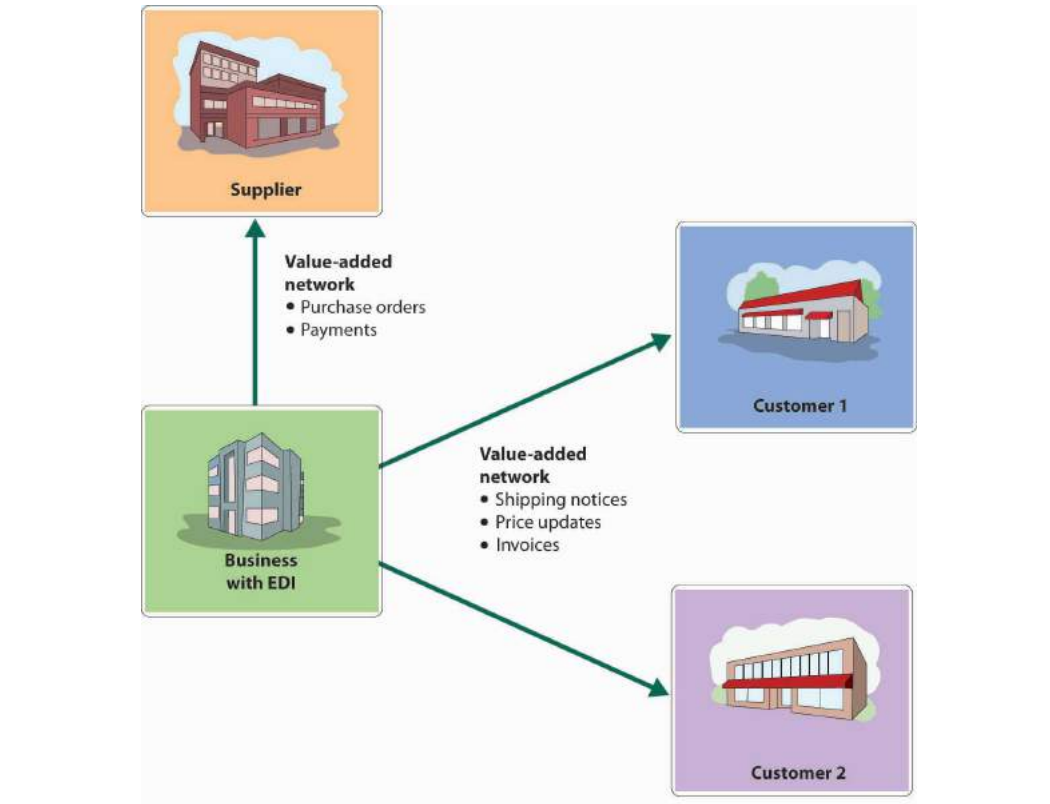 Supplier
Value-added
network
• Purchase orders
• Payments
Customer 1
Value-added
network
• Shipping notices
• Price updates
• Invoices
Business
with EDI
Customer 2